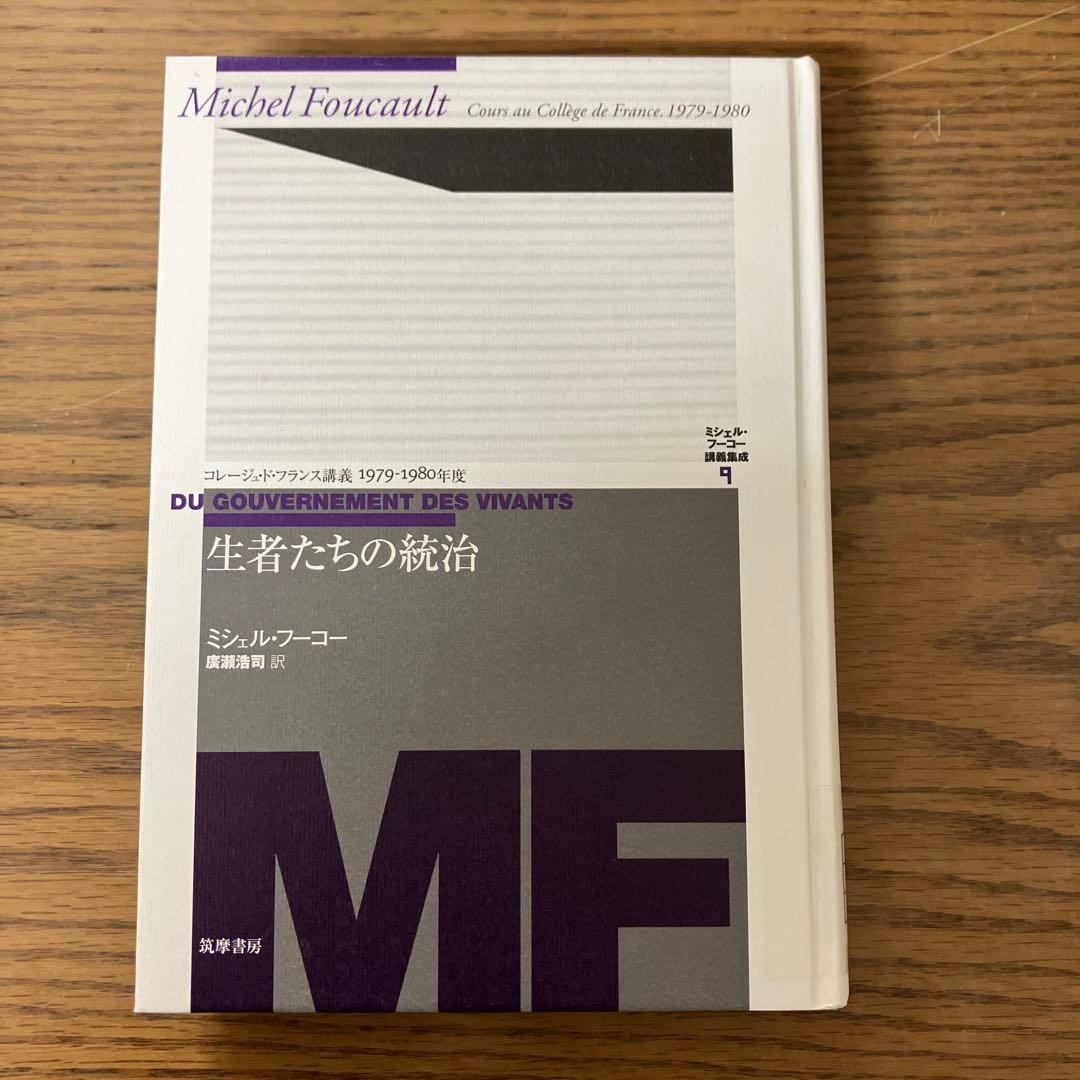 Michel Foucault Cours au Collège de France. 1979-1980
ミシェル・
フーコー
講義集成
9
コレージュ・ド・フランス講義 1979-1980年度
DU GOUVERNEMENT DES VIVANTS
生者たちの統治
ミシェル・フーコー
廣瀬浩司 訳
MF
筑摩書房